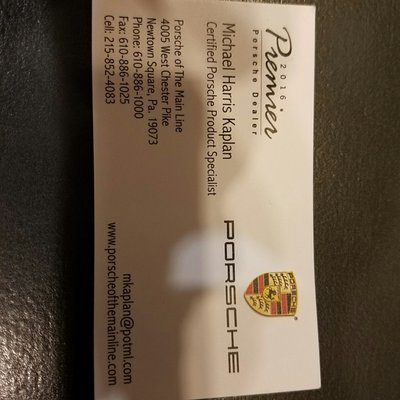 2016
Premier
Porsche Dealer
PORSCHE
Michael Harris Kaplan
Certified Porsche Product Specialist
Porsche of The Main Line
4005 West Chester Pike
Newtown Square, Pa. 19073
Phone: 610-886-1000
Fax: 610-886-1025
Cell: 215-852-4083
mkaplan@potml.com
www.porscheofthemainline.com